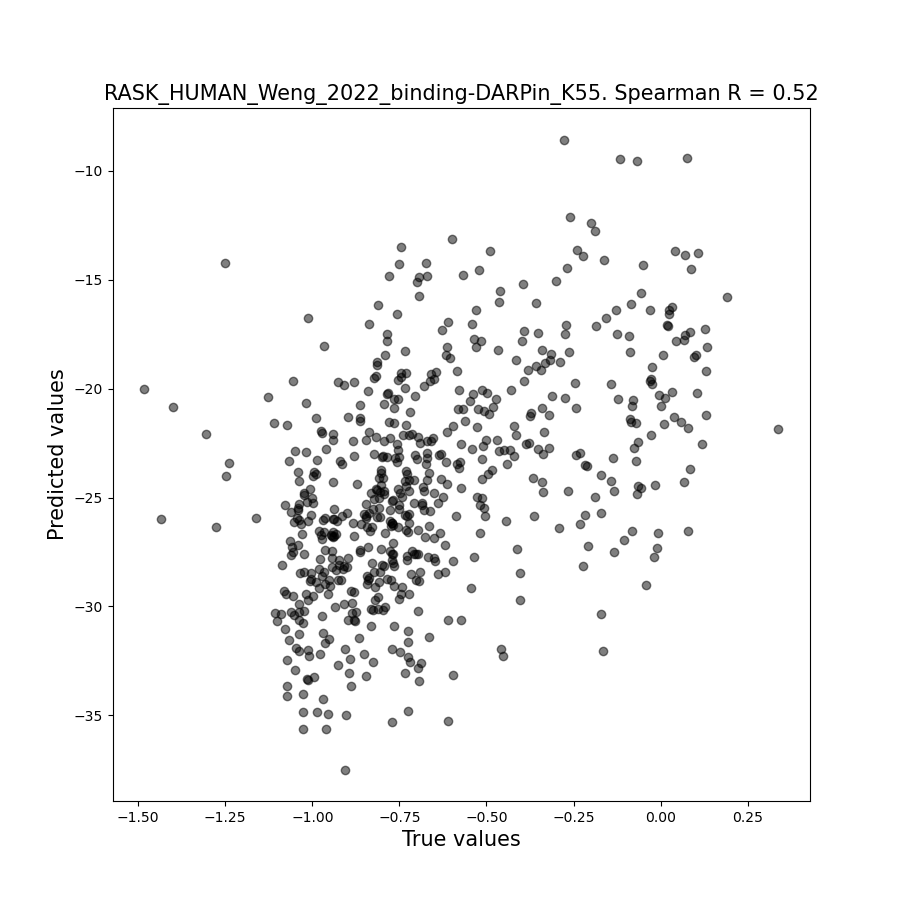 RASK_HUMAN_Weng_2022_binding-DARPin_K55. Spearman R = 0.52
Predicted values
−10
−15
−20
−25
−30
−35
−1.50 −1.25 −1.00 −0.75 −0.50 −0.25 0.00 0.25
True values